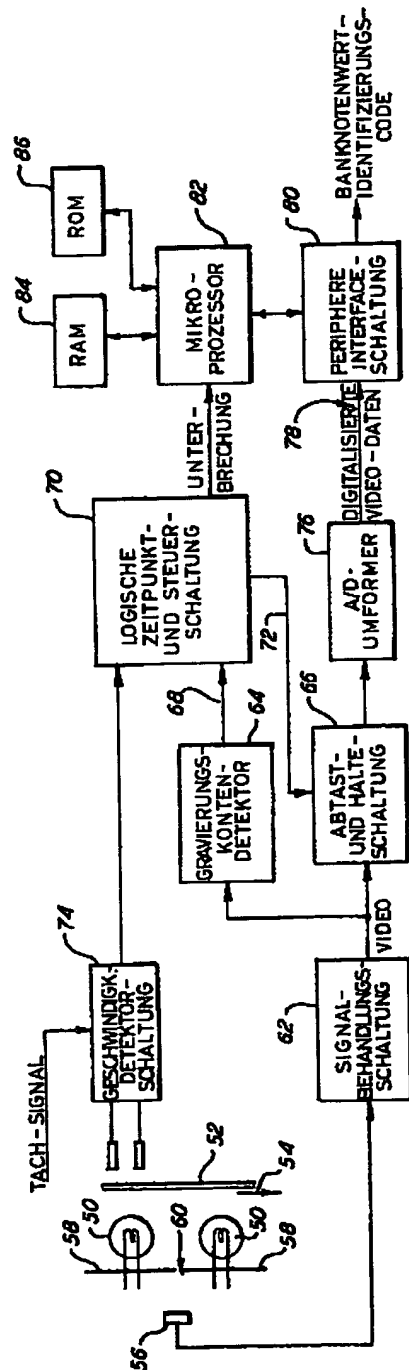 TACH-SIGNAL
74
GESCHWINDIGK.
DETEKTOR-
SCHALTUNG
70
LOGISCHE
ZEITPUNKT-
UND STEUER-
SCHALTUNG
UNTER-
BRECHUNG
84
RAM
86
ROM
82
MIKRO-
PROZESSOR
80
PERIPHERE
INTERFACE-
SCHALTUNG
BANKNOTENWERT-
IDENTIFIZIERUNGS-
CODE
78
DIGITALISIERTE
VIDEO-DATEN
76
A/D-
UMFORMER
72
66
ABTAST-
UND HALTE-
SCHALTUNG
68
64
GRAVIERUNGS-
KONTEN-
DETEKTOR
VIDEO
62
SIGNAL-
BEHANDLUNGS-
SCHALTUNG
52
54
50
50
58
60
58
56